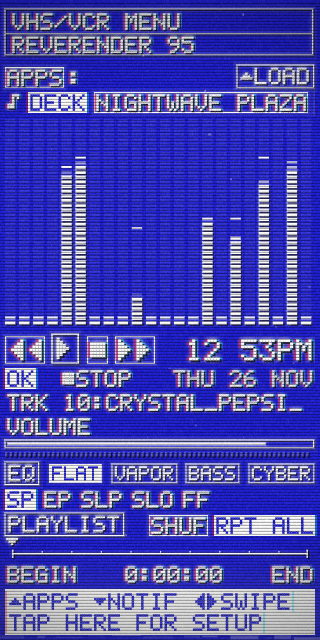 VHS/VCR MENU
REVERENDER 95
APPS: LOAD
DECK NIGHTWAVE PLAZA
12 53PM
OK STOP THU 26 NOV
TRK 10:CRYSTAL_PEPSI_
VOLUME
EQ FLAT VAPOR BASS CYBER
SP EP SLP SLO FF
PLAYLIST SHUF RPT ALL
BEGIN 0:00:00 END
APPS NOTIF SWIPE
TAP HERE FOR SETUP